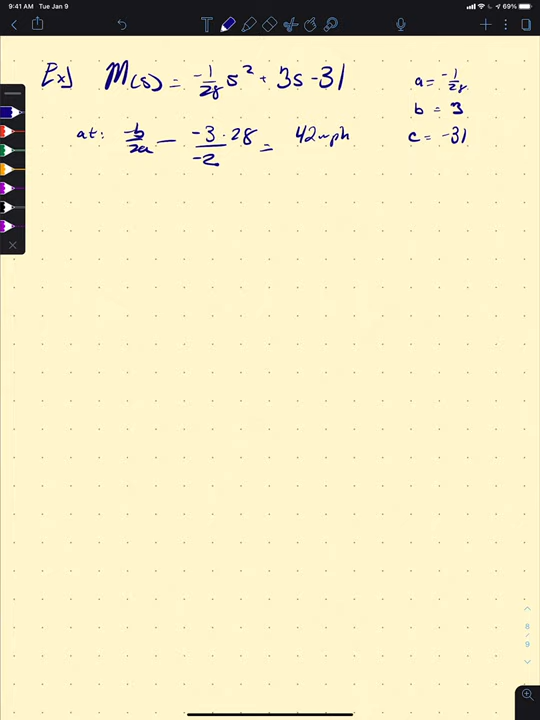 9:41 AM Tue Jan 9 69%
[Ex] M(s) = -1/28 s² + 3s - 31
a = -1/28
b = 3
at: -b/2a — -3·28/-2 = 42mph
c = -31
8/9